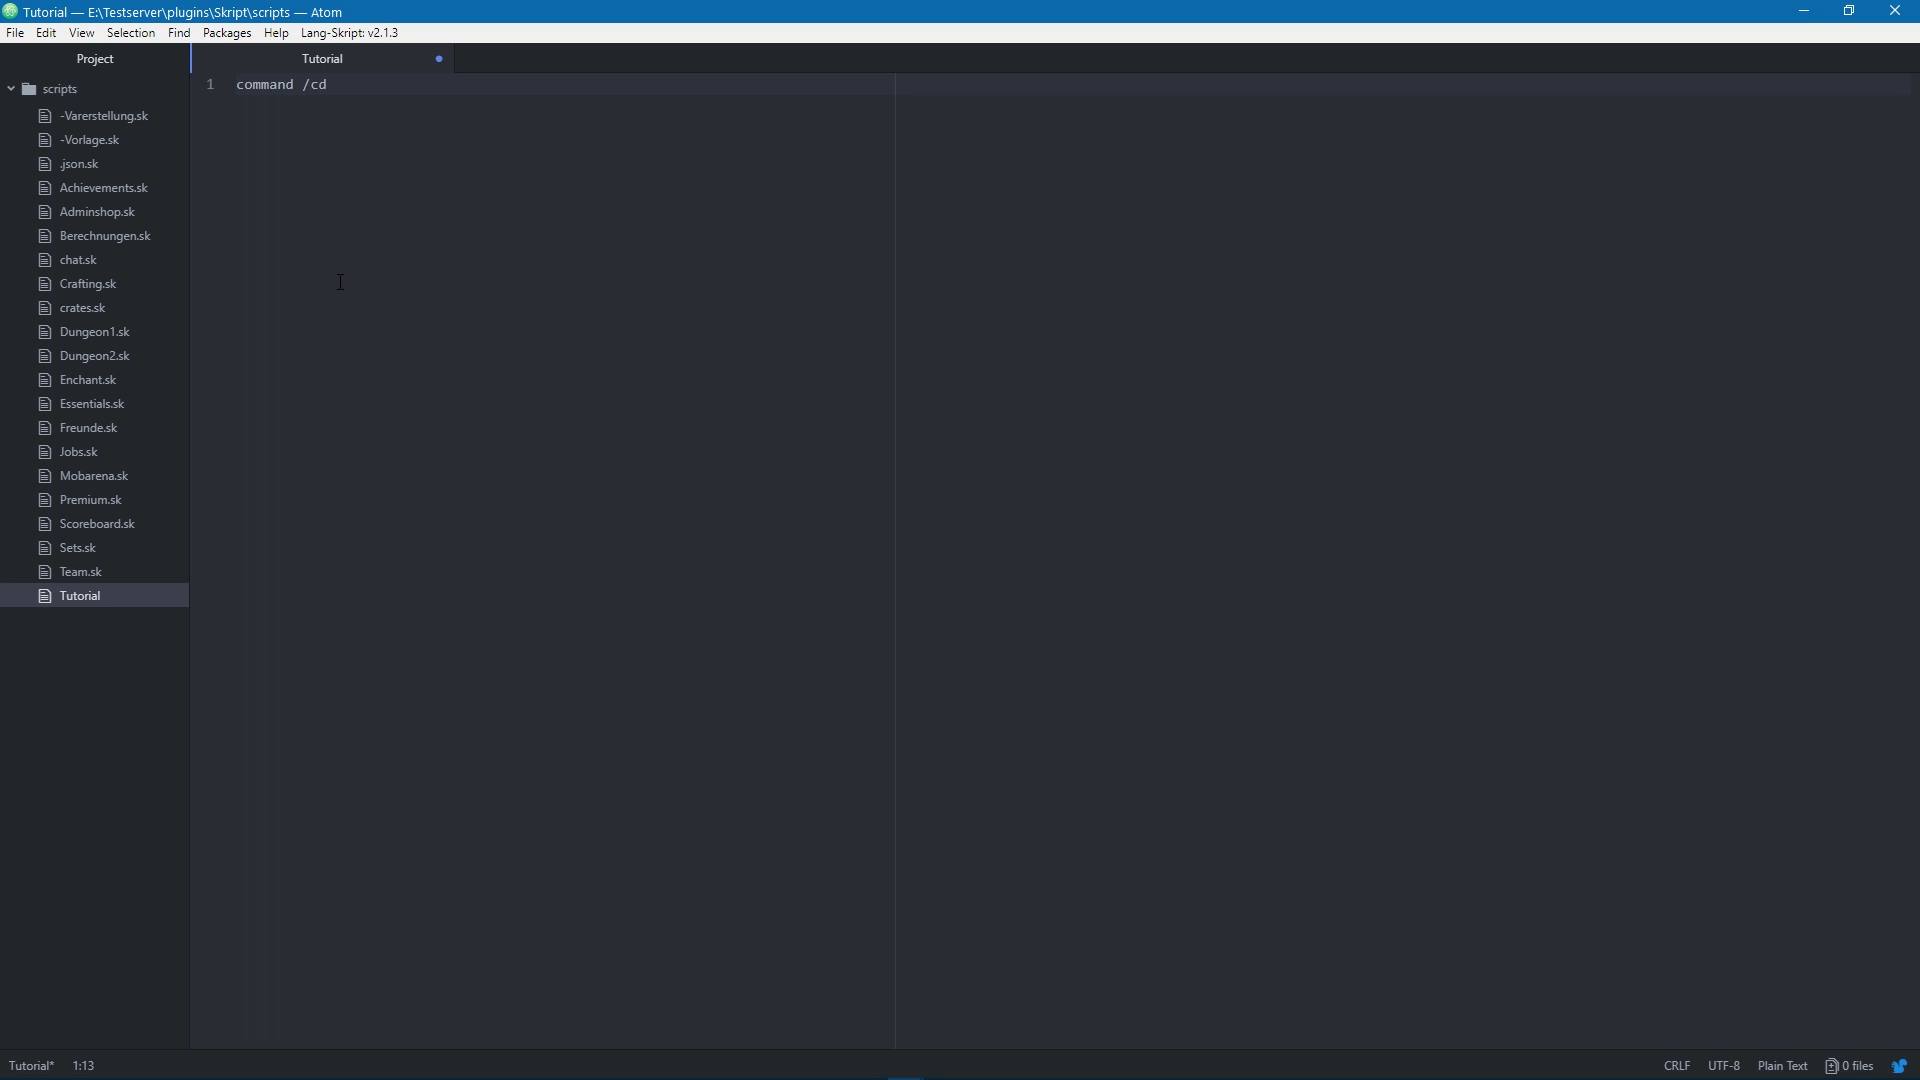 Tutorial — E:\Testserver\plugins\Skript\scripts — Atom
File Edit View Selection Find Packages Help Lang-Skript: v2.1.3
Project
Tutorial
scripts
1 command /cd
-Varerstellung.sk
-Vorlage.sk
.json.sk
Achievements.sk
Adminshop.sk
Berechnungen.sk
chat.sk
Crafting.sk
crates.sk
Dungeon1.sk
Dungeon2.sk
Enchant.sk
Essentials.sk
Freunde.sk
Jobs.sk
Mobarena.sk
Premium.sk
Scoreboard.sk
Sets.sk
Team.sk
Tutorial
Tutorial* 1:13 CRLF UTF-8 Plain Text 0 files